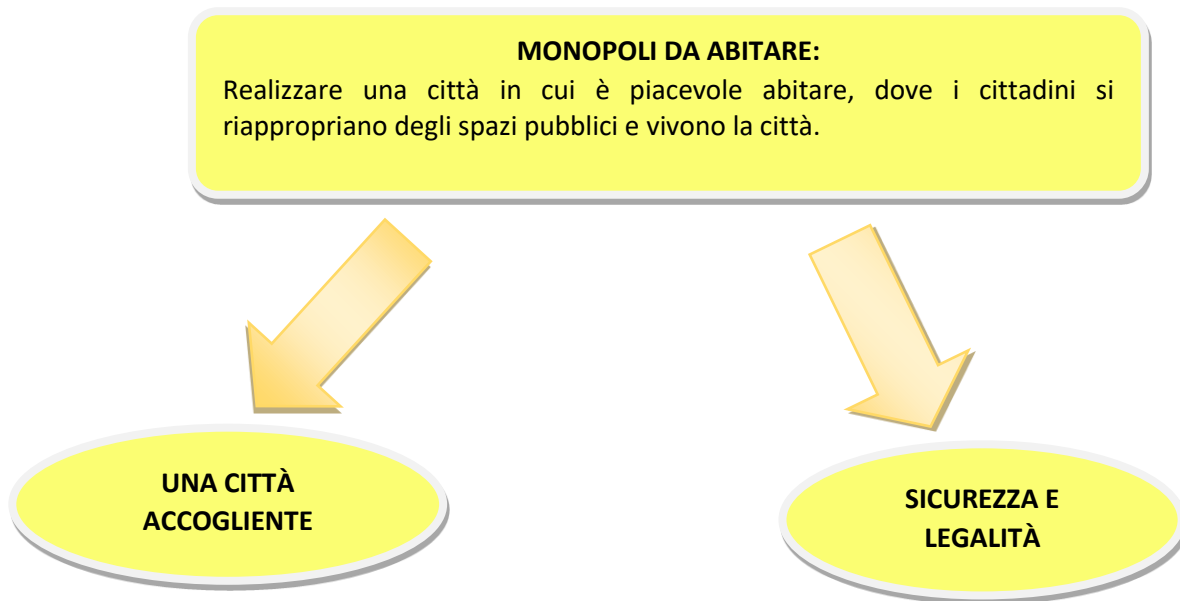 MONOPOLI DA ABITARE:
Realizzare una città in cui è piacevole abitare, dove i cittadini si
riappropriano degli spazi pubblici e vivono la città.
UNA CITTÀ
ACCOGLIENTE
SICUREZZA E
LEGALITÀ